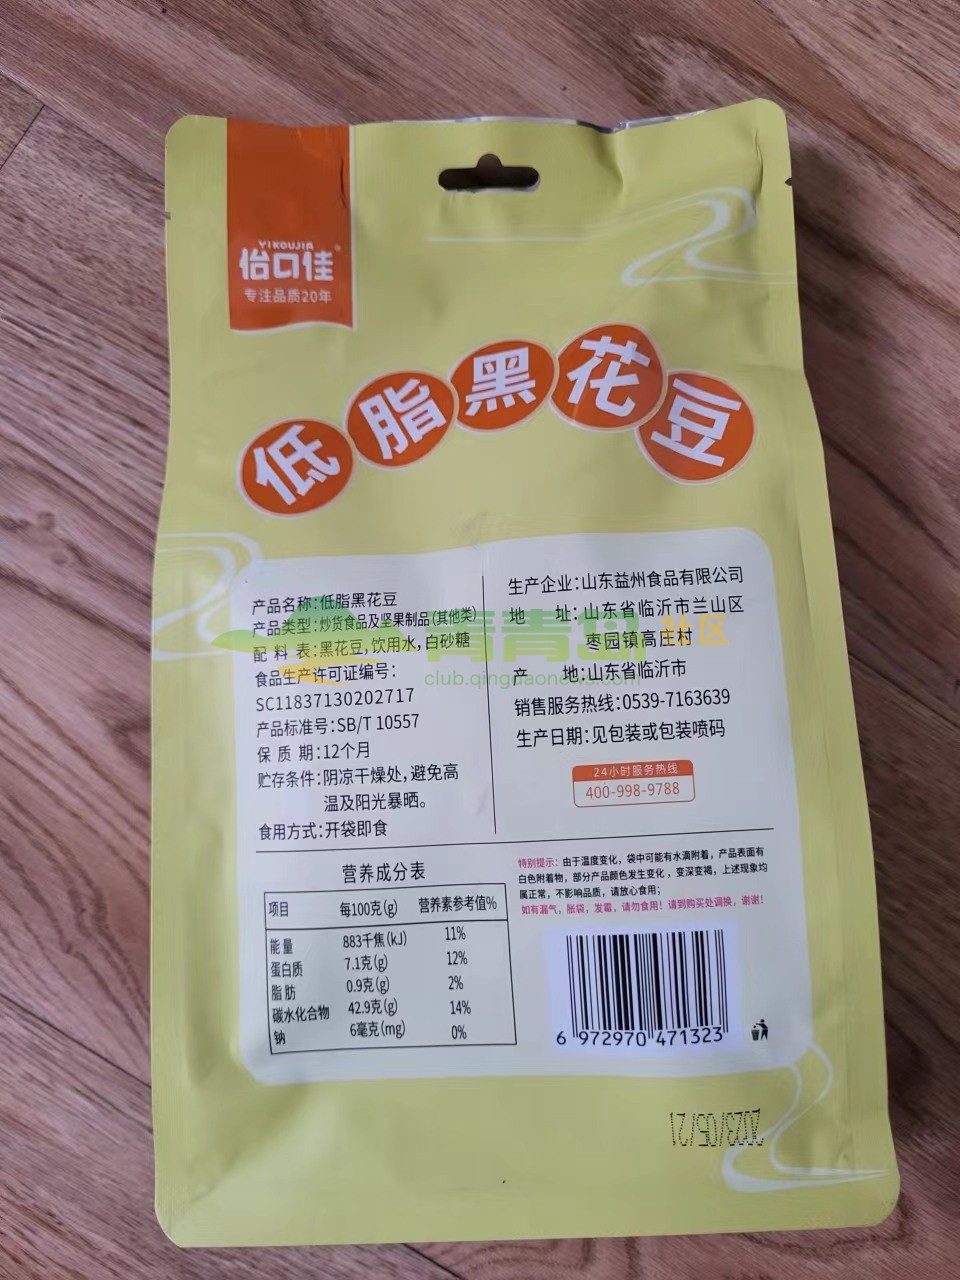 YIKOUJIA
怡口佳
专注品质20年
低脂黑花豆
产品名称:低脂黑花豆
产品类型:炒货食品及坚果制品(其他类)
配 料 表:黑花豆,饮用水,白砂糖
食品生产许可证编号:
SC11837130202717
产品标准号:SB/T 10557
保 质 期:12个月
贮存条件:阴凉干燥处,避免高
温及阳光暴晒。
食用方式:开袋即食
生产企业:山东益州食品有限公司
地 址:山东省临沂市兰山区
枣园镇高庄村
产 地:山东省临沂市
销售服务热线:0539-7163639
生产日期:见包装或包装喷码
24小时服务热线
400-998-9788
营养成分表
项目 每100克(g) 营养素参考值%
能量 883千焦(kJ) 11%
蛋白质 7.1克(g) 12%
脂肪 0.9克(g) 2%
碳水化合物 42.9克(g) 14%
钠 6毫克(mg) 0%
特别提示:由于温度变化，袋中可能有水滴附着，产品表面有
白色附着物，部分产品颜色发生变化，变深变褐，上述现象均
属正常，不影响品质，请放心食用；
如有漏气，胀袋，发霉，请勿食用！请到购买处调换，谢谢！
6 972970 471323
2023/05/21
青青岛社区
club.qingdaonews.com